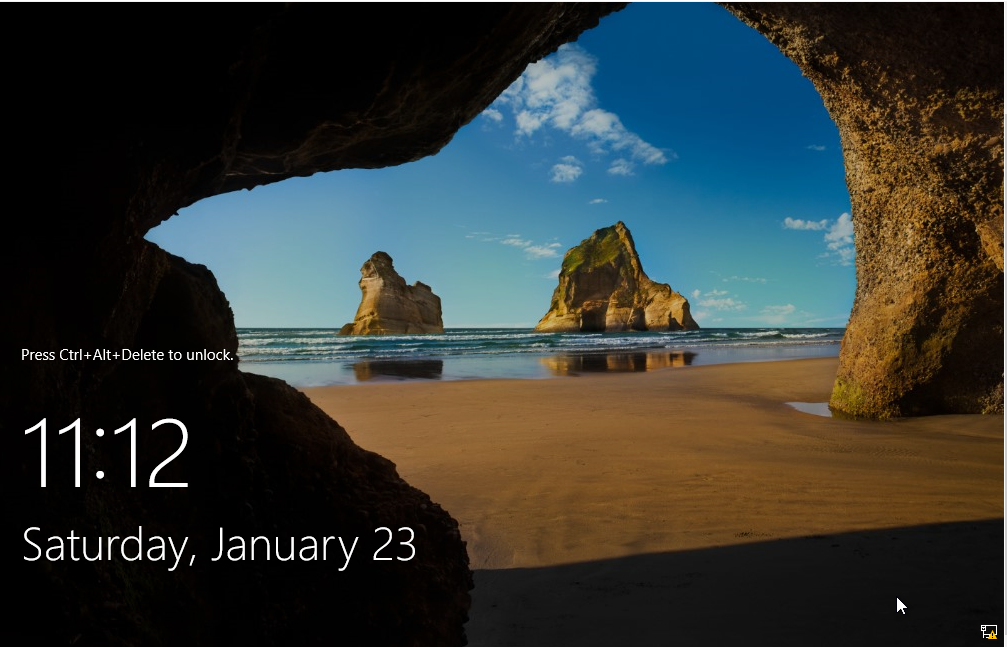 Press Ctrl+Alt+Delete to unlock.
11:12
Saturday, January 23